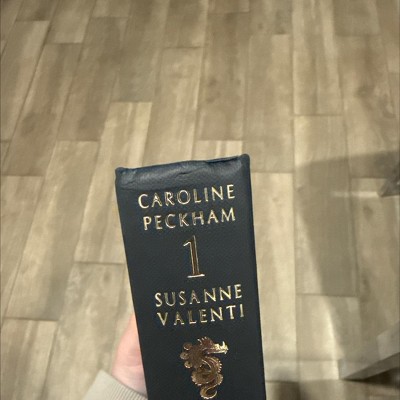 CAROLINE
PECKHAM
1
SUSANNE
VALENTI